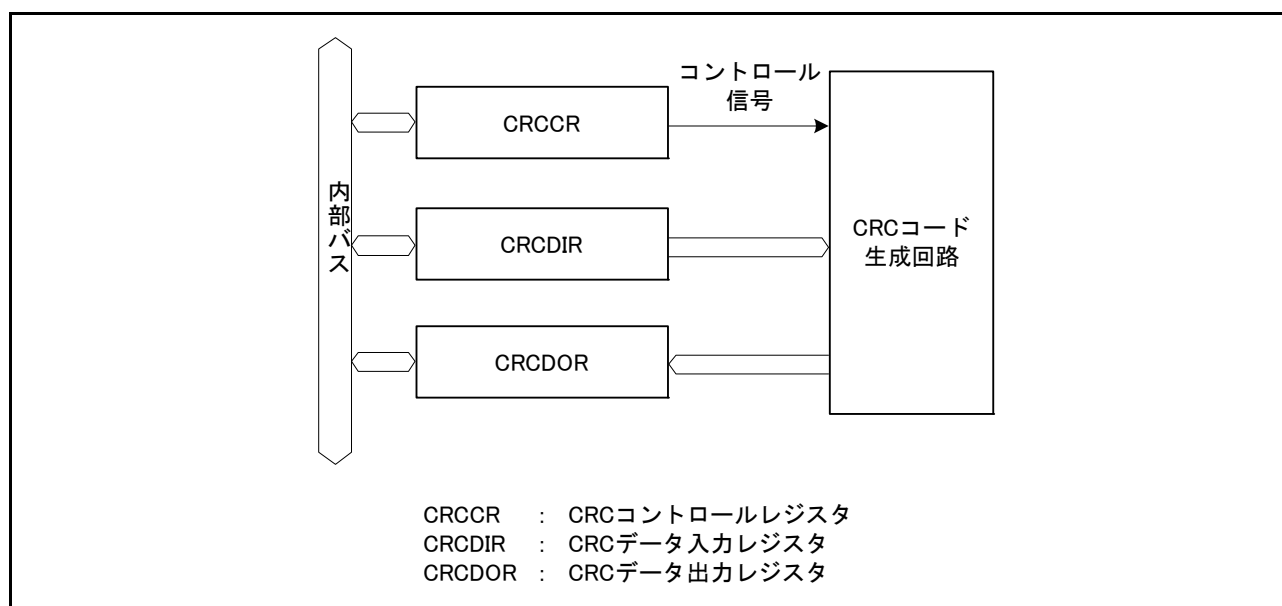 コントロール
信号
CRCCR
内部バス
CRCDIR
CRCコード
生成回路
CRCDOR
CRCCR : CRCコントロールレジスタ
CRCDIR : CRCデータ入力レジスタ
CRCDOR : CRCデータ出力レジスタ